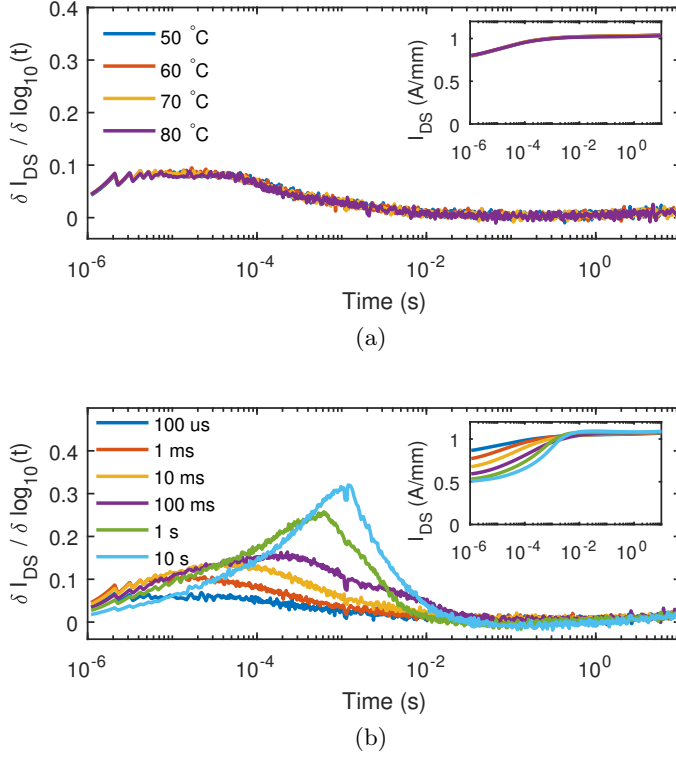 0.4
0.3
0.2
0.1
0
δ I_DS / δ log_10(t)
50 °C
60 °C
70 °C
80 °C
1
0.5
0
I_DS (A/mm)
10^-6 10^-4 10^-2 10^0
10^-6 10^-4 10^-2 10^0
Time (s)
(a)
0.4
0.3
0.2
0.1
0
δ I_DS / δ log_10(t)
100 us
1 ms
10 ms
100 ms
1 s
10 s
1
0.5
0
I_DS (A/mm)
10^-6 10^-4 10^-2 10^0
10^-6 10^-4 10^-2 10^0
Time (s)
(b)